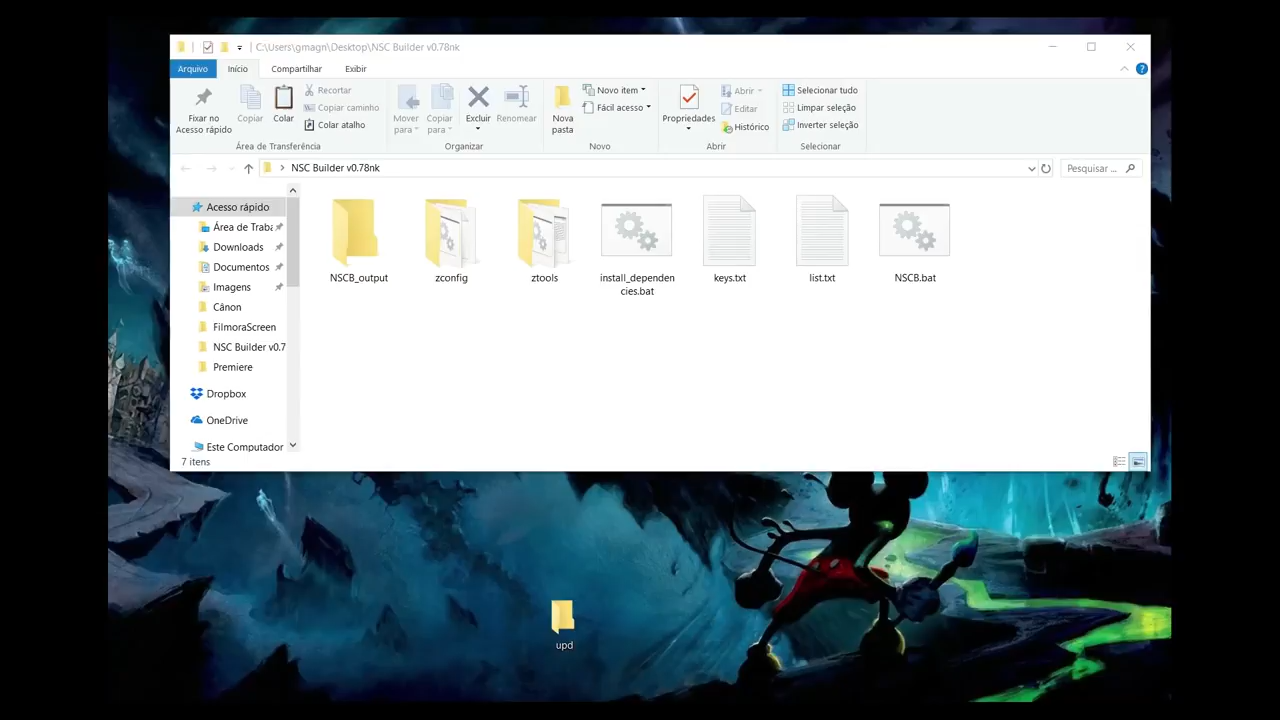 C:\Users\gmagn\Desktop\NSC Builder v0.78nk
Arquivo Início Compartilhar Exibir
Fixar no
Acesso rápido
Copiar
Colar
Recortar
Copiar caminho
Colar atalho
Área de Transferência
Mover
para
Copiar
para
Excluir
Renomear
Organizar
Nova
pasta
Novo item
Fácil acesso
Novo
Propriedades
Abrir
Editar
Histórico
Abrir
Selecionar tudo
Limpar seleção
Inverter seleção
Selecionar
NSC Builder v0.78nk
Pesquisar ...
Acesso rápido
Área de Traba
Downloads
Documentos
Imagens
Cânon
FilmoraScreen
NSC Builder v0.7
Premiere
Dropbox
OneDrive
Este Computador
NSCB_output
zconfig
ztools
install_dependen
cies.bat
keys.txt
list.txt
NSCB.bat
7 itens
upd